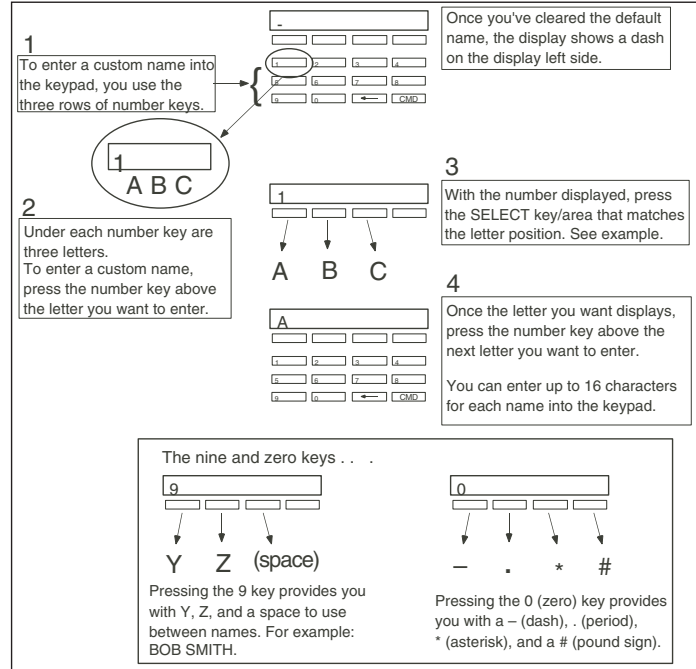 1
To enter a custom name into
the keypad, you use the
three rows of number keys.
-
1 2 3 4
5 6 7 8
9 0 CMD
Once you've cleared the default
name, the display shows a dash
on the display left side.
1
A B C
2
Under each number key are
three letters.
To enter a custom name,
press the number key above
the letter you want to enter.
1
A B C
3
With the number displayed, press
the SELECT key/area that matches
the letter position. See example.
A
1 2 3 4
5 6 7 8
9 0 CMD
4
Once the letter you want displays,
press the number key above the
next letter you want to enter.
You can enter up to 16 characters
for each name into the keypad.
The nine and zero keys . . .
9
Y Z (space)
Pressing the 9 key provides you
with Y, Z, and a space to use
between names. For example:
BOB SMITH.
0
– . * #
Pressing the 0 (zero) key provides
you with a – (dash), . (period),
* (asterisk), and a # (pound sign).